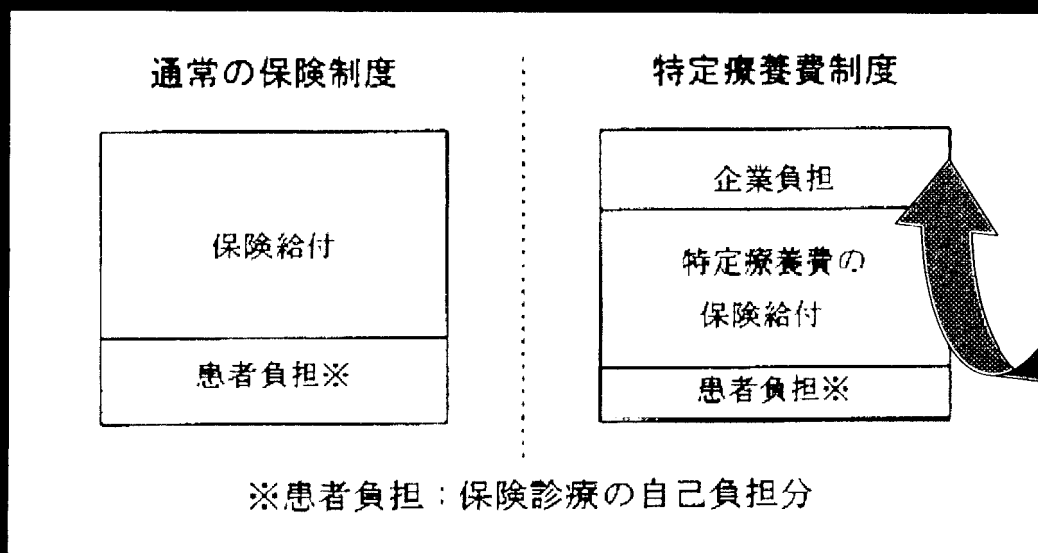 通常の保険制度
特定療養費制度
保険給付
患者負担※
企業負担
特定療養費の
保険給付
患者負担※
※患者負担：保険診療の自己負担分